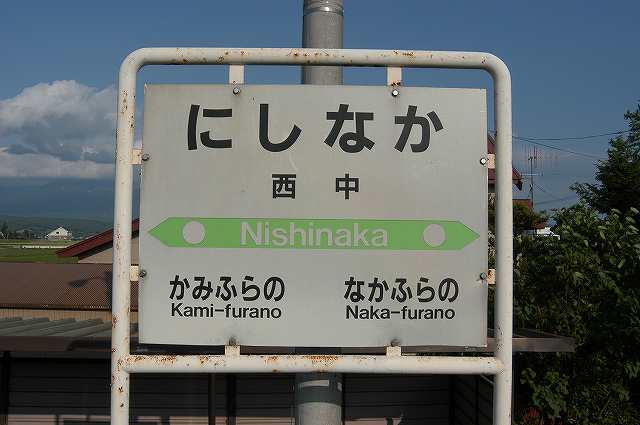 にしなか
西中
Nishinaka
かみふらの なかふらの
Kami-furano Naka-furano